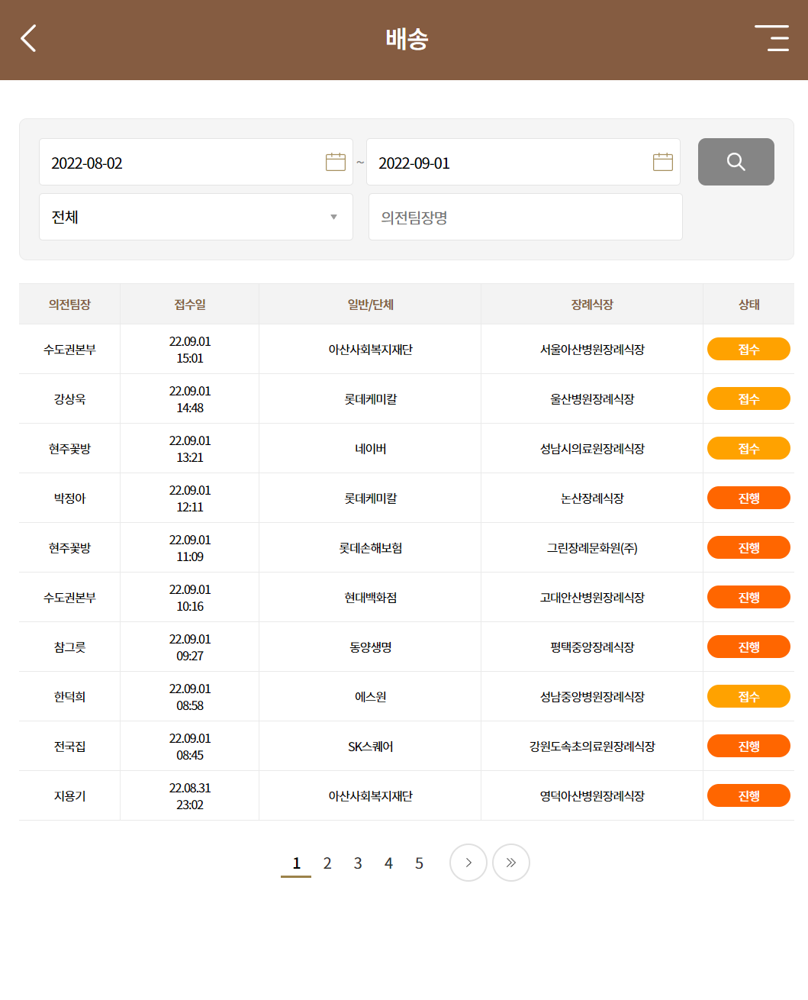 배송
2022-08-02 ~ 2022-09-01
전체 의전팀장명
의전팀장 접수일 일반/단체 장례식장 상태
수도권본부 22.09.01 15:01 아산사회복지재단 서울아산병원장례식장 접수
강상욱 22.09.01 14:48 롯데케미칼 울산병원장례식장 접수
현주꽃방 22.09.01 13:21 네이버 성남시의료원장례식장 접수
박정아 22.09.01 12:11 롯데케미칼 논산장례식장 진행
현주꽃방 22.09.01 11:09 롯데손해보험 그린장례문화원(주) 진행
수도권본부 22.09.01 10:16 현대백화점 고대안산병원장례식장 진행
참그릇 22.09.01 09:27 동양생명 평택중앙장례식장 진행
한덕희 22.09.01 08:58 에스원 성남중앙병원장례식장 접수
전국집 22.09.01 08:45 SK스퀘어 강원도속초의료원장례식장 진행
지용기 22.08.31 23:02 아산사회복지재단 영덕아산병원장례식장 진행
1 2 3 4 5